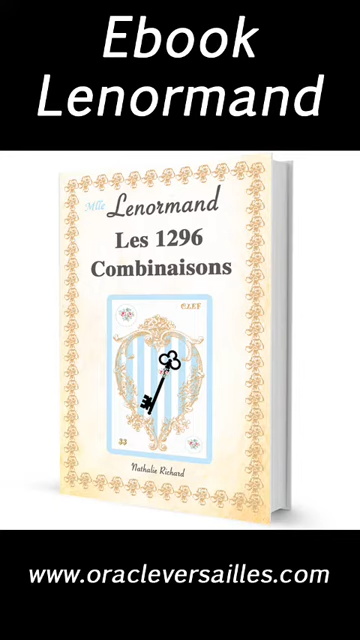 Ebook
Lenormand
Mlle Lenormand
Les 1296
Combinaisons
CLEF
33
Nathalie Richard
www.oracleversailles.com